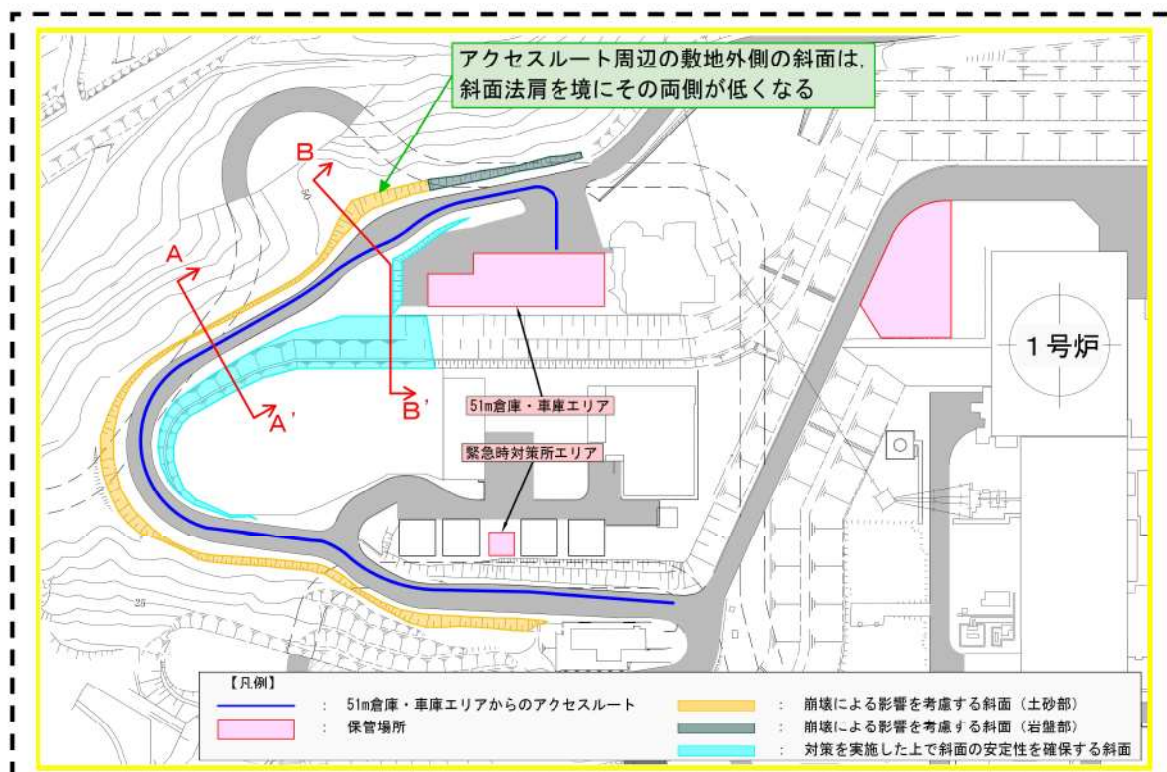 アクセスルート周辺の敷地外側の斜面は,
斜面法肩を境にその両側が低くなる
B
A
50
1号炉
A'
B'
51m倉庫・車庫エリア
緊急時対策所エリア
25
【凡例】
: 51m倉庫・車庫エリアからのアクセスルート
: 保管場所
: 崩壊による影響を考慮する斜面（土砂部）
: 崩壊による影響を考慮する斜面（岩盤部）
: 対策を実施した上で斜面の安定性を確保する斜面